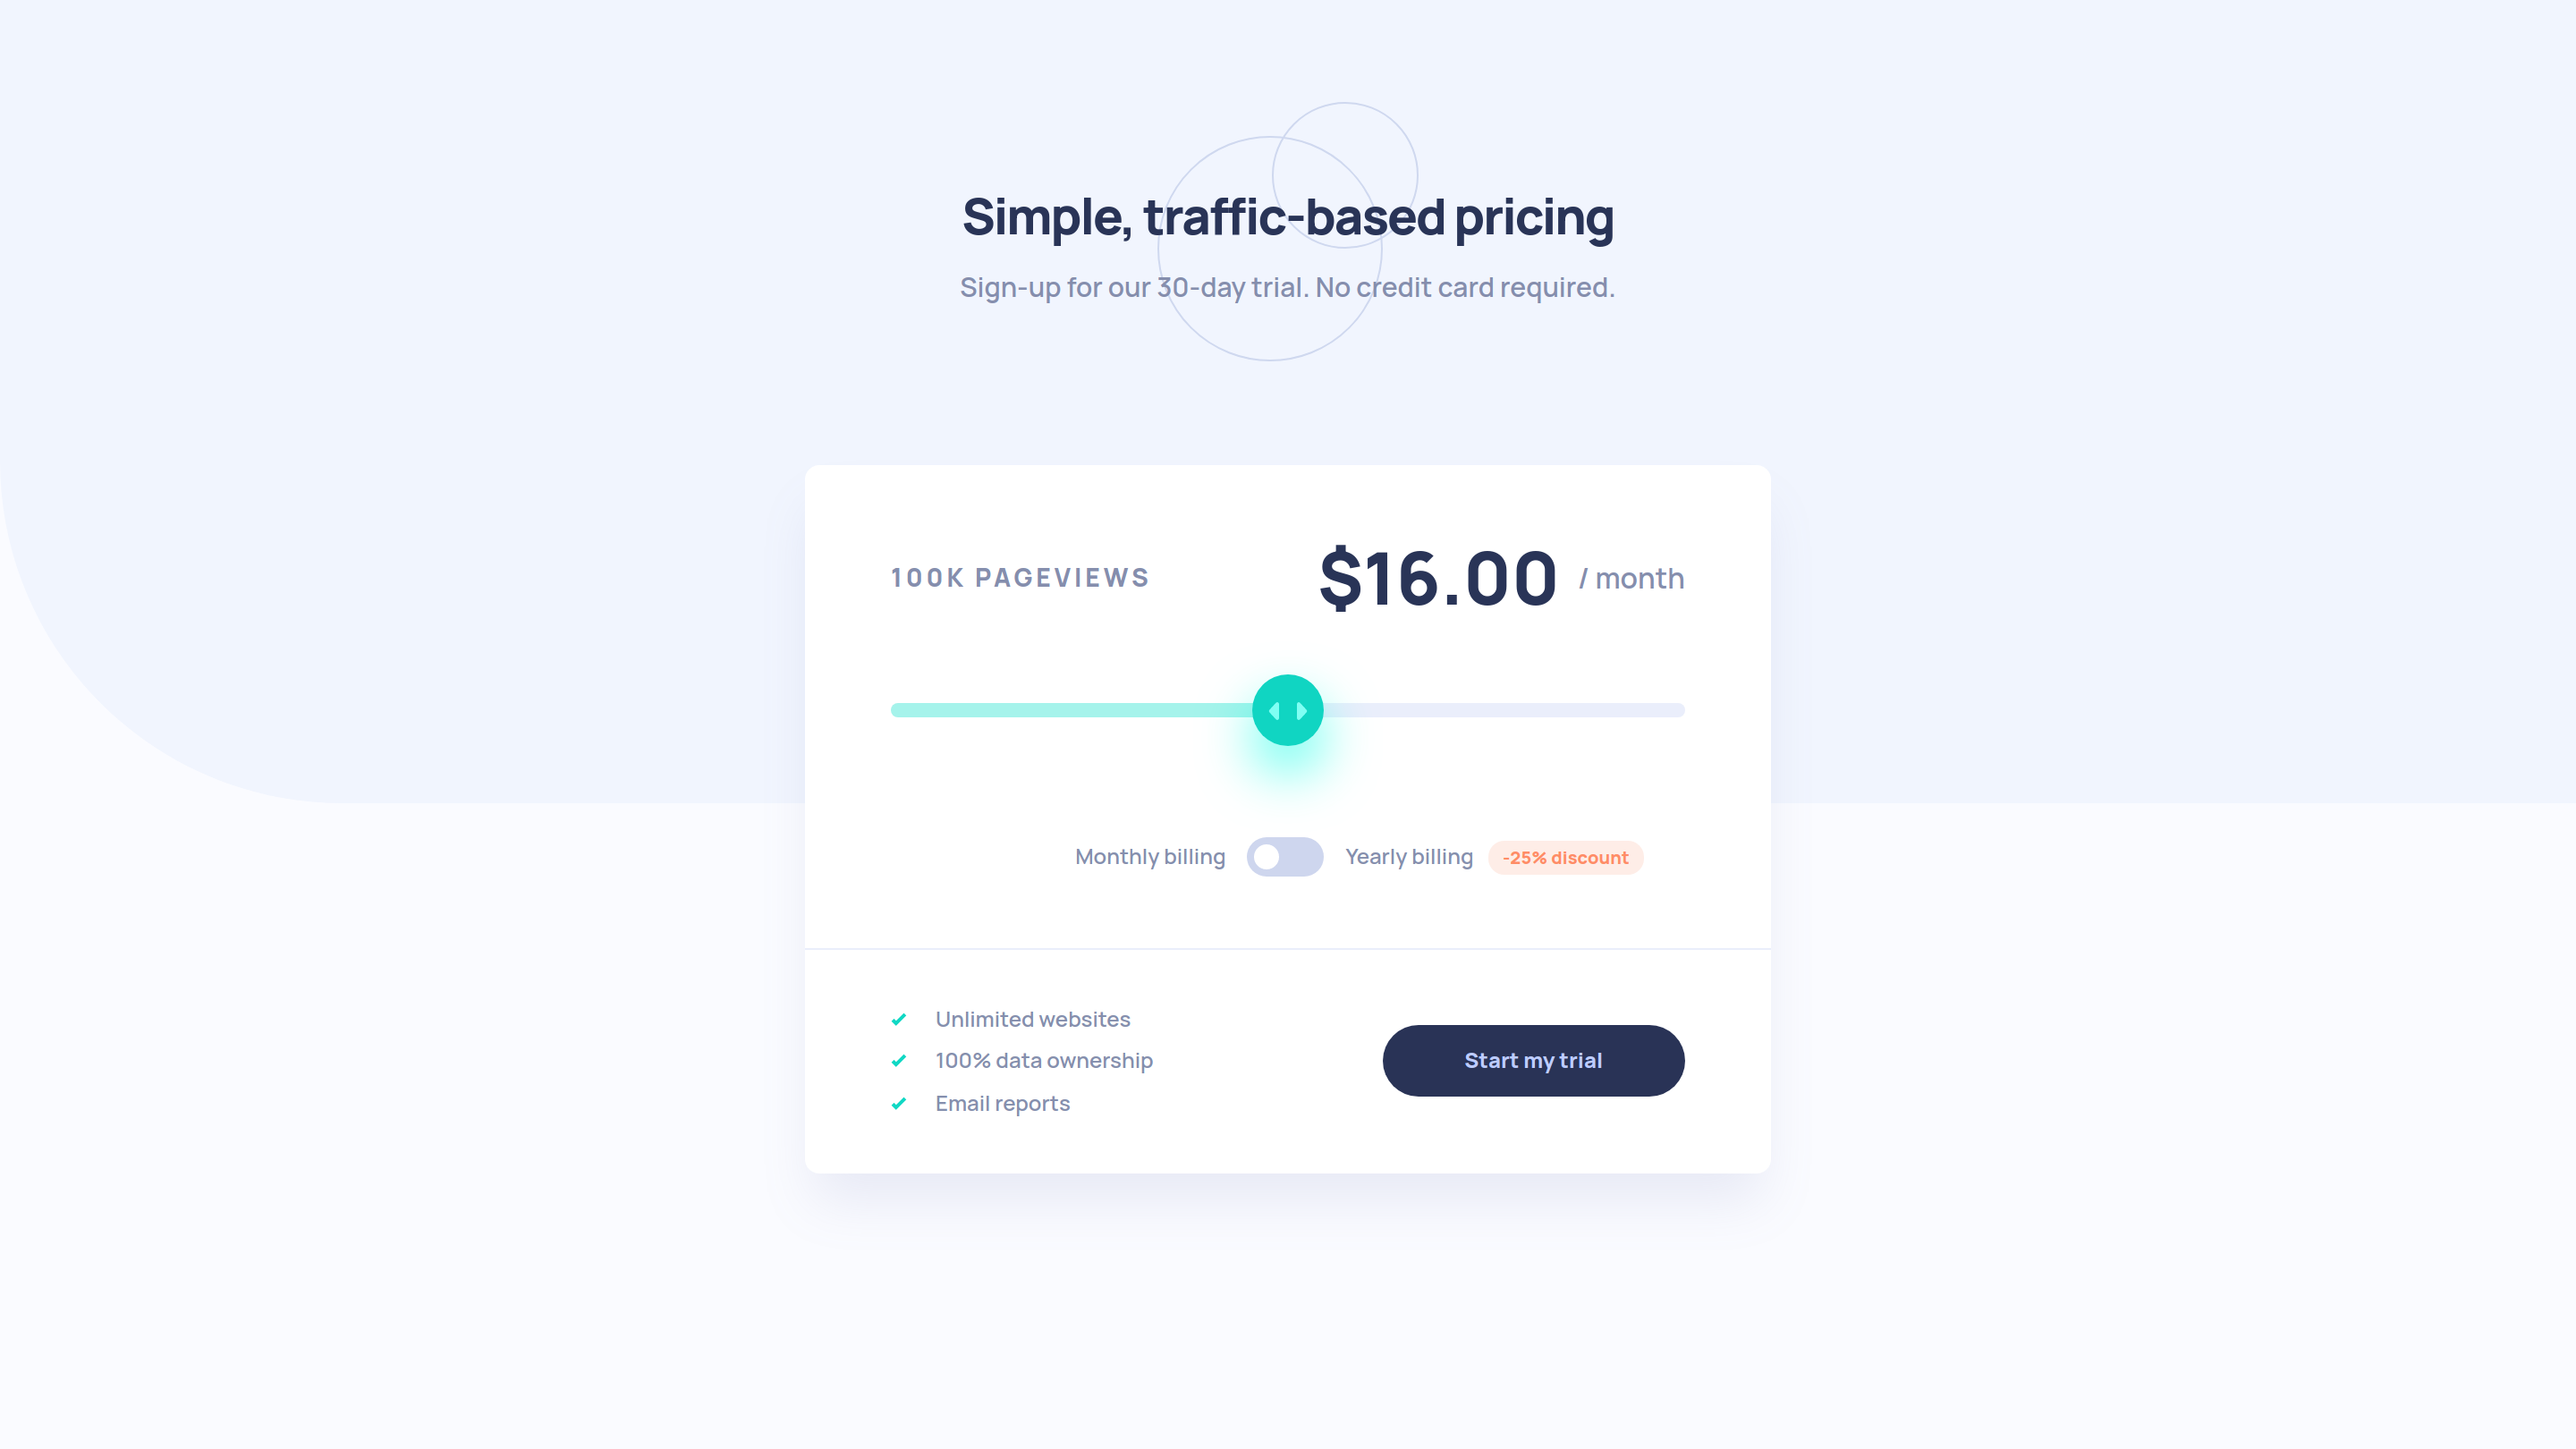 Simple, traffic-based pricing
Sign-up for our 30-day trial. No credit card required.
100K PAGEVIEWS
$16.00 / month
Monthly billing
Yearly billing
-25% discount
Unlimited websites
100% data ownership
Email reports
Start my trial